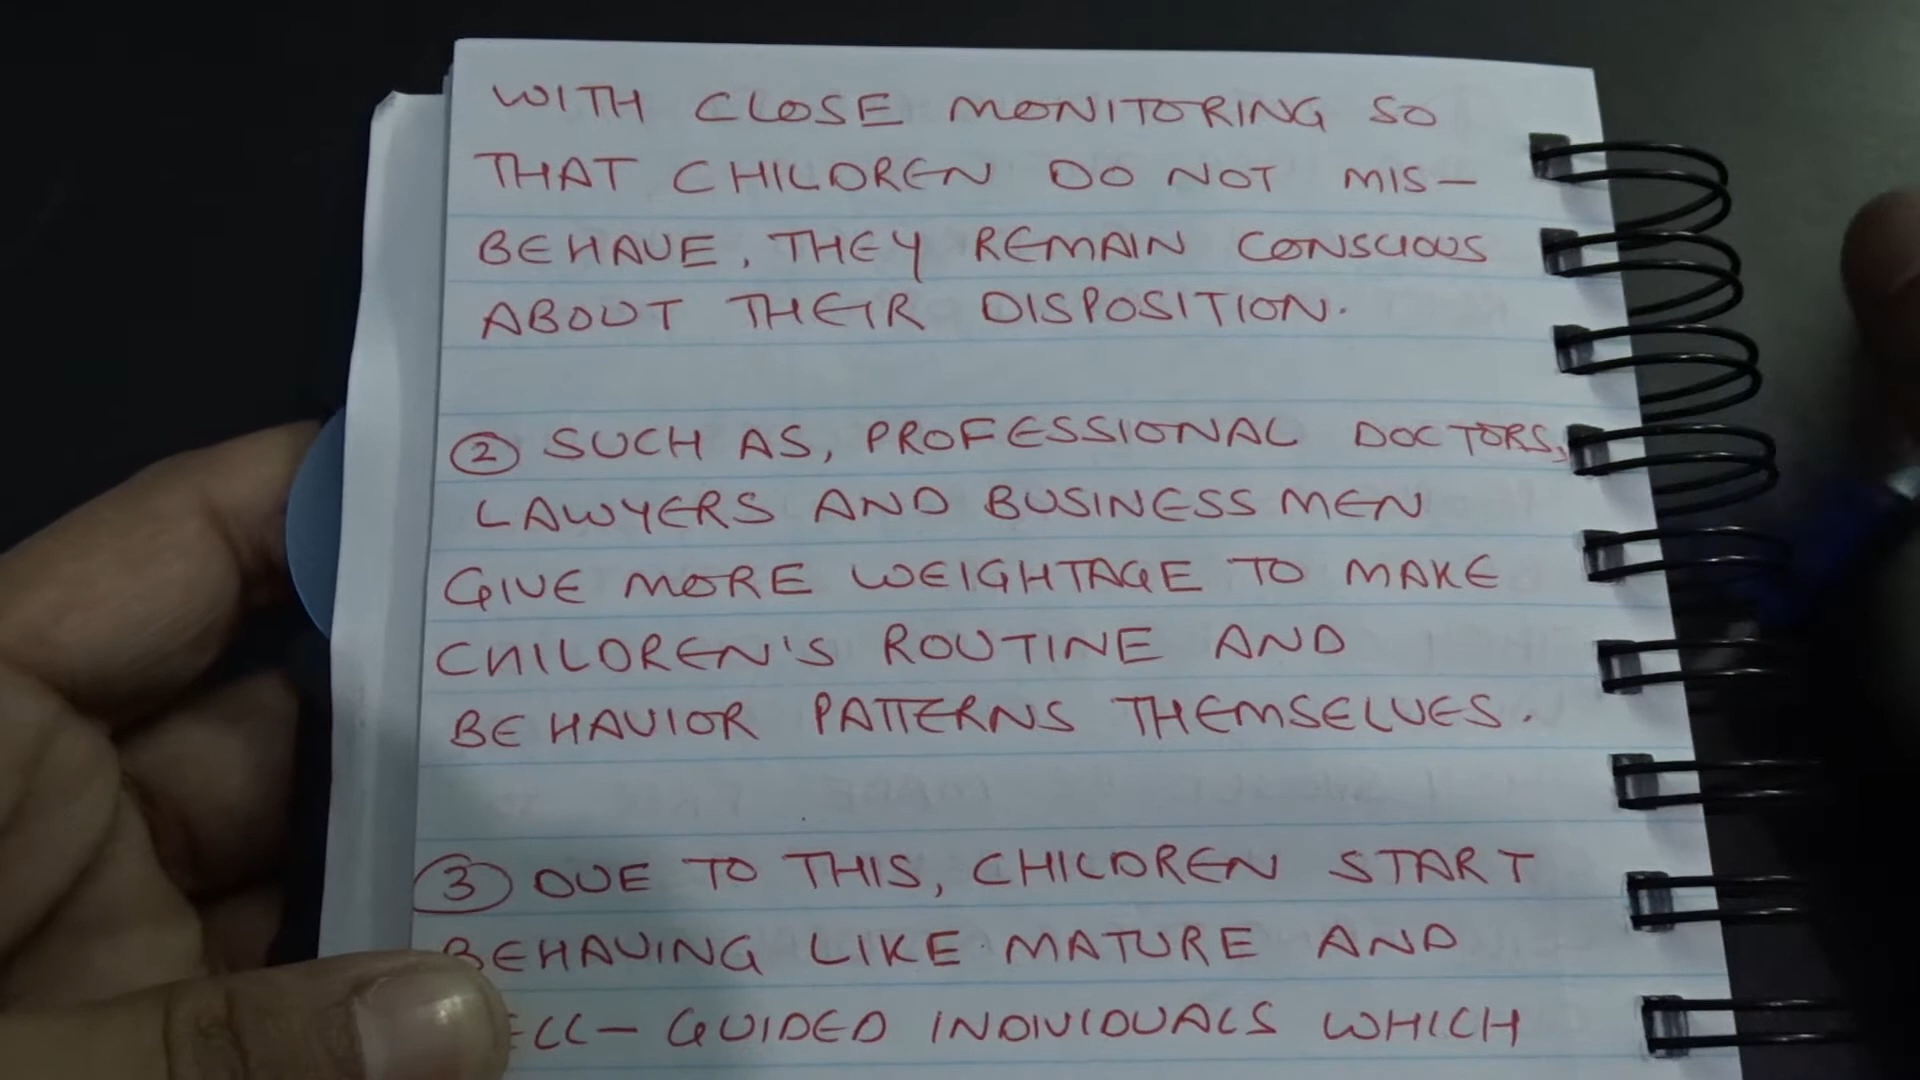 WITH CLOSE MONITORING SO
THAT CHILDREN DO NOT MIS-
BEHAVE, THEY REMAIN CONSCIOUS
ABOUT THEIR DISPOSITION.
② SUCH AS, PROFESSIONAL DOCTORS,
LAWYERS AND BUSINESS MEN
GIVE MORE WEIGHTAGE TO MAKE
CHILDREN'S ROUTINE AND
BEHAVIOR PATTERNS THEMSELVES.
③ DUE TO THIS, CHILDREN START
BEHAVING LIKE MATURE AND
ELL- GUIDED INDIVIDUALS WHICH